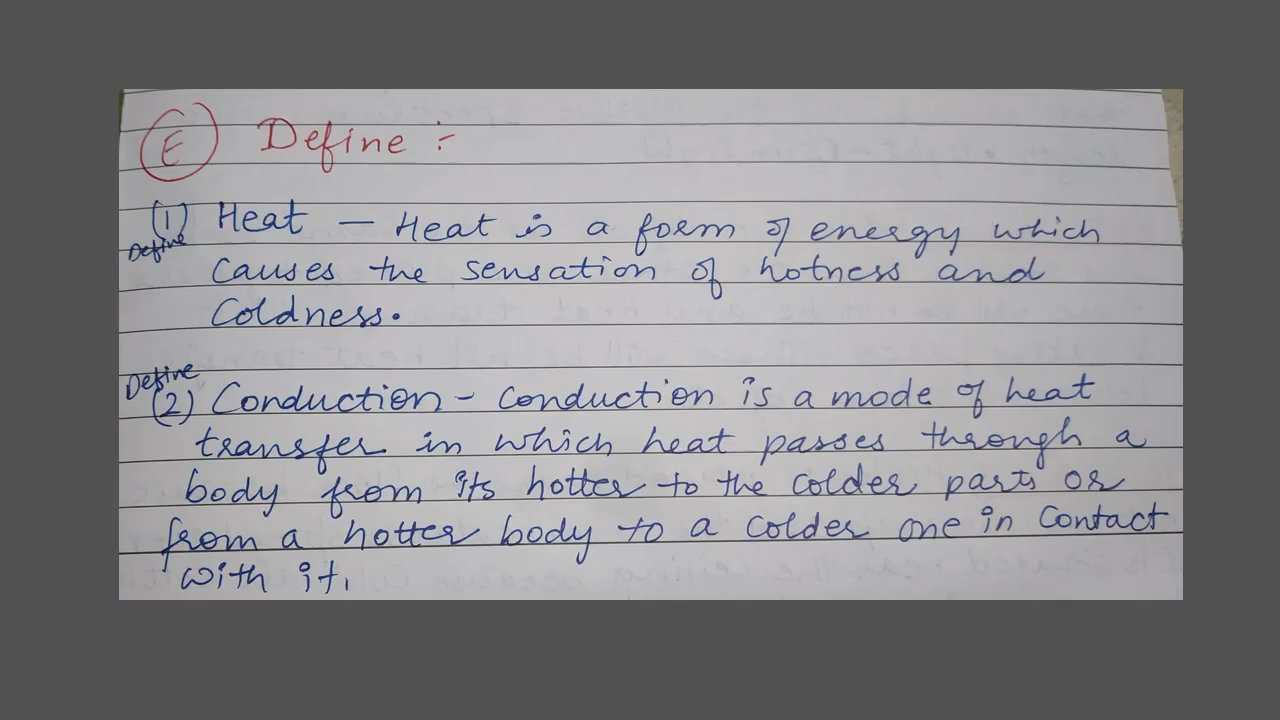 E Define :-
(1) Heat — Heat is a form of energy which
Define
causes the sensation of hotness and
Coldness.
Define
(2) Conduction - Conduction is a mode of heat
transfer in which heat passes through a
body from its hotter to the colder parts or
from a hotter body to a colder one in Contact
with it.